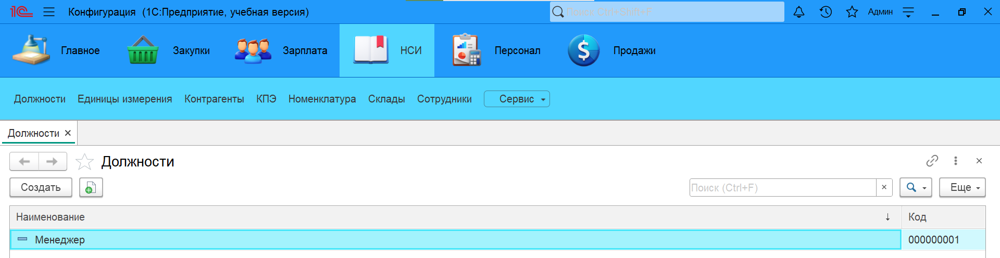 1С Конфигурация (1С:Предприятие, учебная версия) Поиск Ctrl+Shift+F Админ
Главное Закупки Зарплата НСИ Персонал Продажи
Должности Единицы измерения Контрагенты КПЭ Номенклатура Склады Сотрудники Сервис
Должности
Должности
Создать Поиск (Ctrl+F) Еще
Наименование Код
Менеджер 000000001